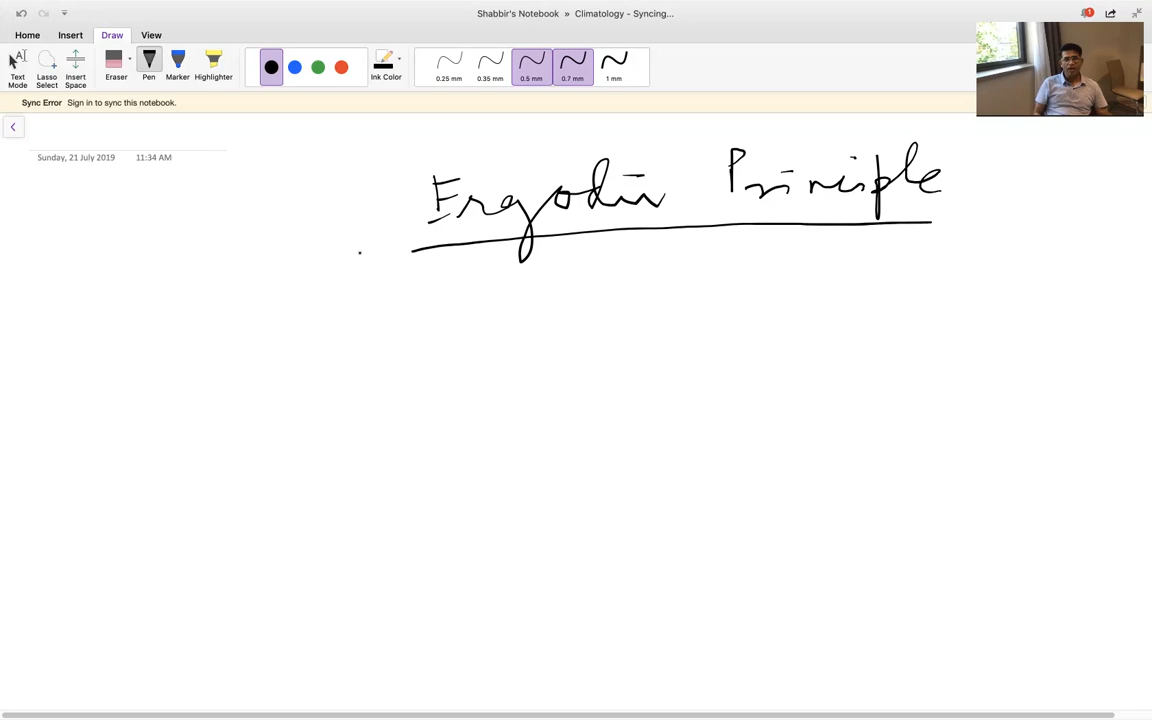 Shabbir's Notebook » Climatology - Syncing...
1
Home Insert Draw View
Text Mode
Lasso Select
Insert Space
Eraser
Pen
Marker
Highlighter
Ink Color
0.25 mm
0.35 mm
0.5 mm
0.7 mm
1 mm
Sync Error Sign in to sync this notebook.
Sunday, 21 July 2019 11:34 AM
Ergodic Principle